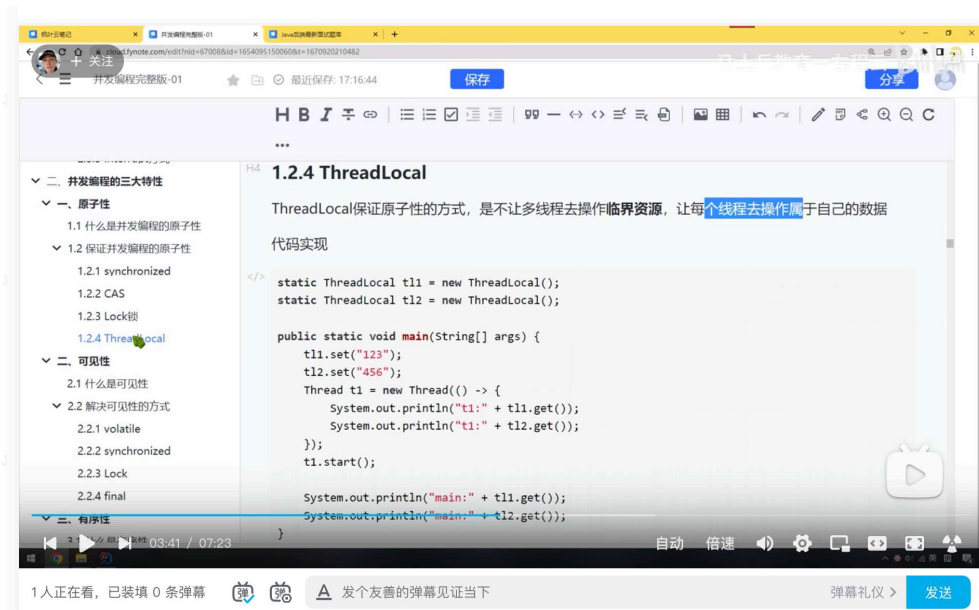 帆叶云笔记
并发编程完整版-01
Java后端最新面试题库
cloud.fynote.com/edit?nid=67008&id=1654095150060&t=1670920210482
+ 关注
并发编程完整版-01
最近保存: 17:16:44
保存
分享
H4
1.2.4 ThreadLocal
ThreadLocal保证原子性的方式，是不让多线程去操作临界资源，让每个线程去操作属于自己的数据
代码实现
static ThreadLocal tl1 = new ThreadLocal();
static ThreadLocal tl2 = new ThreadLocal();
public static void main(String[] args) {
tl1.set("123");
tl2.set("456");
Thread t1 = new Thread(() -> {
System.out.println("t1:" + tl1.get());
System.out.println("t1:" + tl2.get());
});
t1.start();
System.out.println("main:" + tl1.get());
System.out.println("main:" + tl2.get());
}
二、并发编程的三大特性
一、原子性
1.1 什么是并发编程的原子性
1.2 保证并发编程的原子性
1.2.1 synchronized
1.2.2 CAS
1.2.3 Lock锁
1.2.4 ThreadLocal
二、可见性
2.1 什么是可见性
2.2 解决可见性的方式
2.2.1 volatile
2.2.2 synchronized
2.2.3 Lock
2.2.4 final
三、有序性
03:41 / 07:23
自动
倍速
1人正在看，已装填 0 条弹幕
发个友善的弹幕见证当下
弹幕礼仪 >
发送